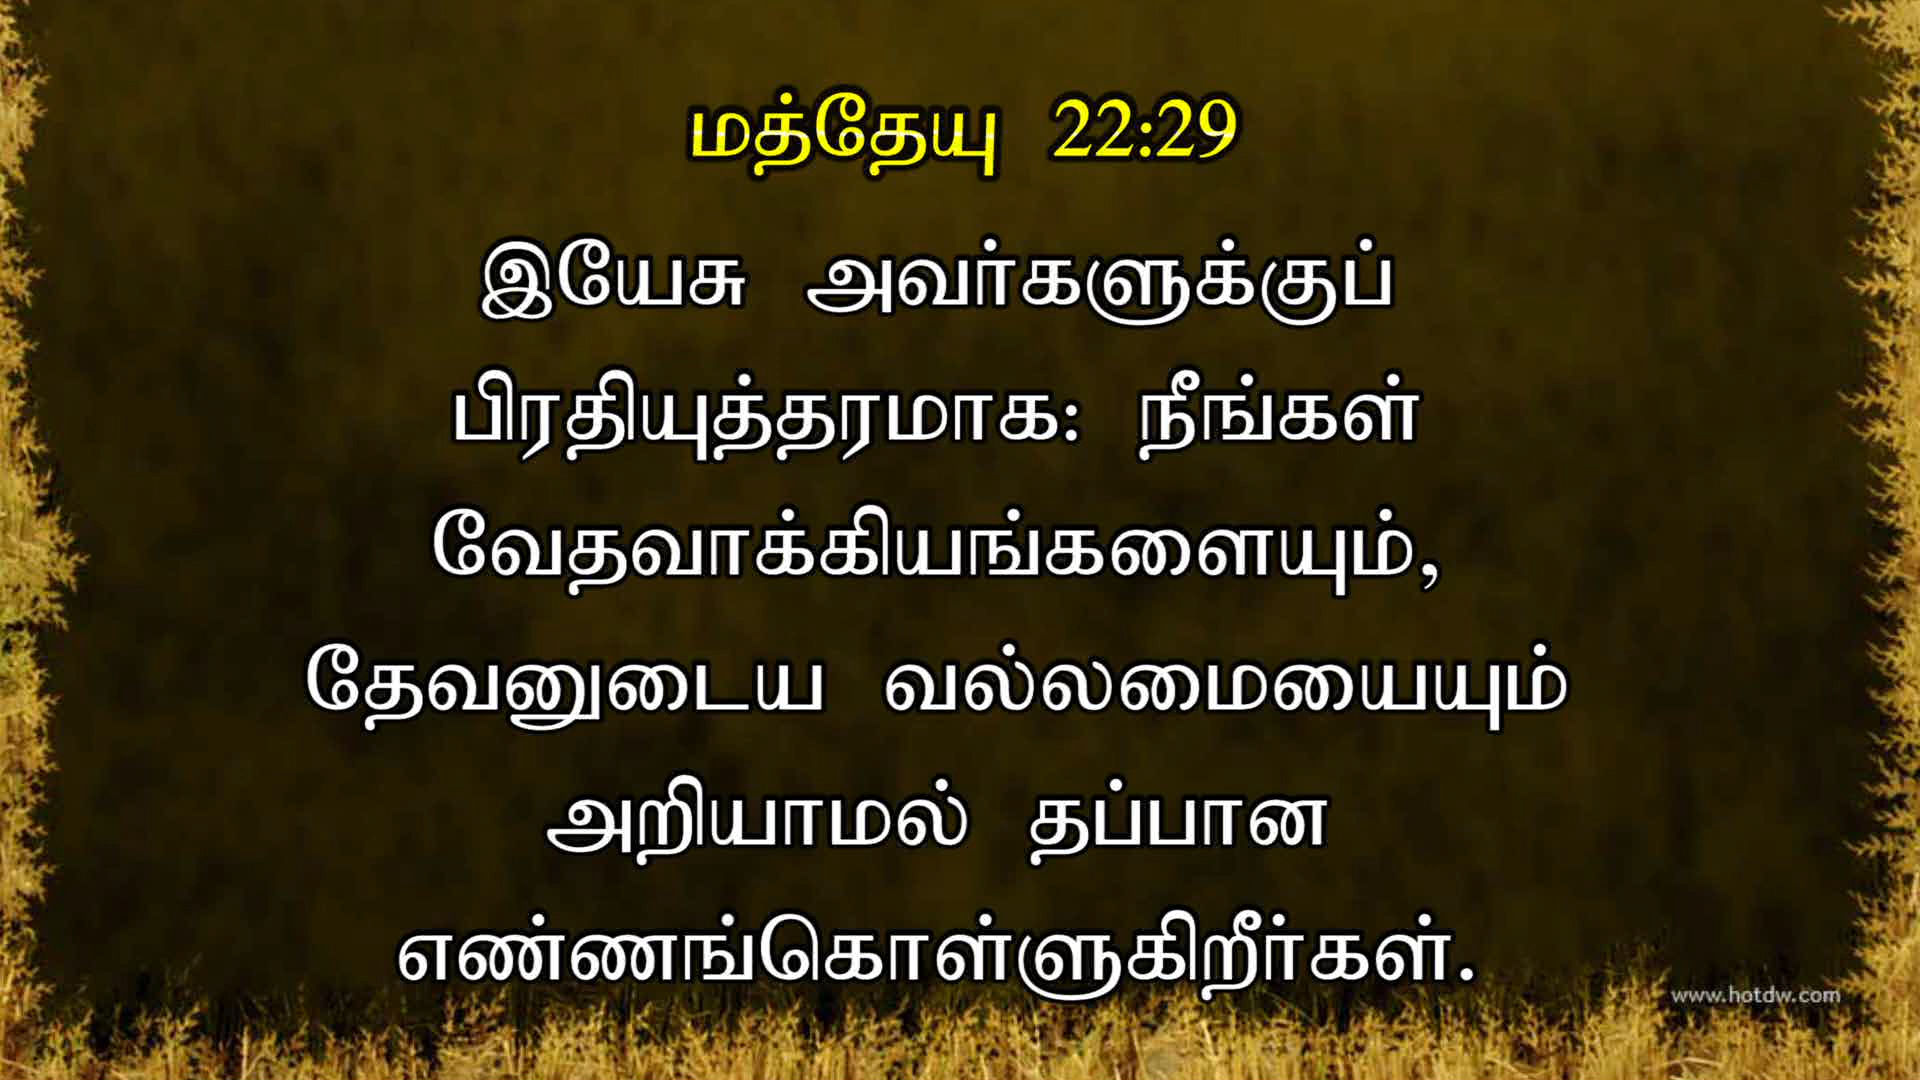 மத்தேயு 22:29
இயேசு அவர்களுக்குப்
பிரதியுத்தரமாக: நீங்கள்
வேதவாக்கியங்களையும்,
தேவனுடைய வல்லமையையும்
அறியாமல் தப்பான
எண்ணங்கொள்ளுகிறீர்கள்.
www.hotdw.com